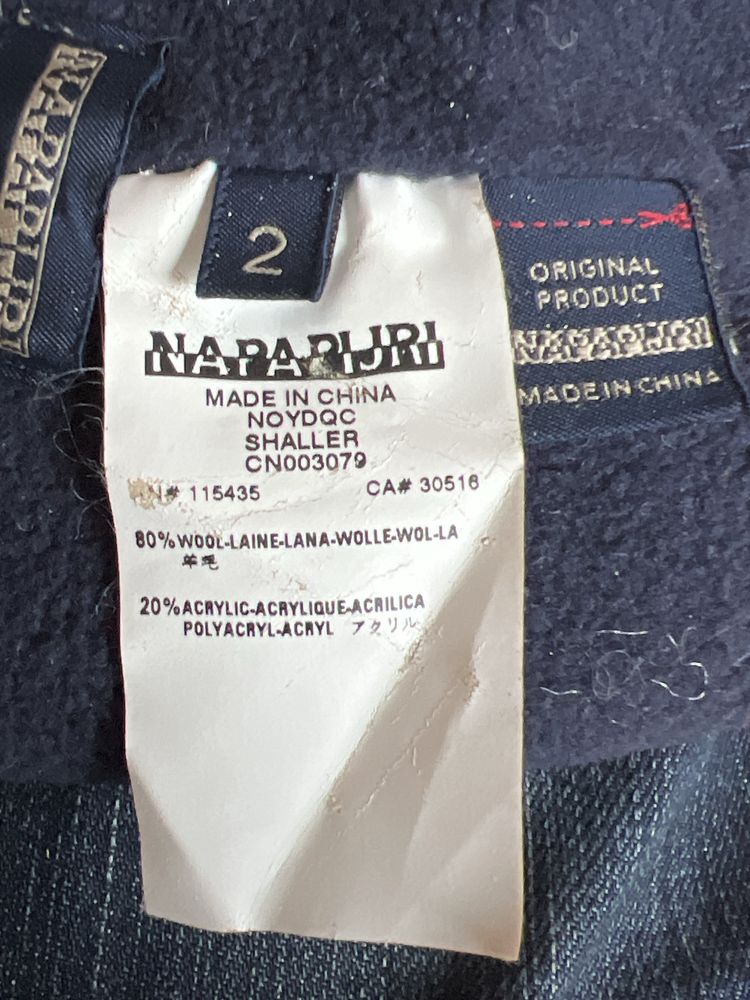 NAPAPIJRI
2
NAPAPIJRI
MADE IN CHINA
NOYDQC
SHALLER
CN003079
RN# 115435 CA# 30516
80% WOOL-LAINE-LANA-WOLLE-WOL-LA
羊毛
20% ACRYLIC-ACRYLIQUE-ACRILICA
POLYACRYL-ACRYL アクリル
ORIGINAL
PRODUCT
NAPAPIJRI
MADE IN CHINA